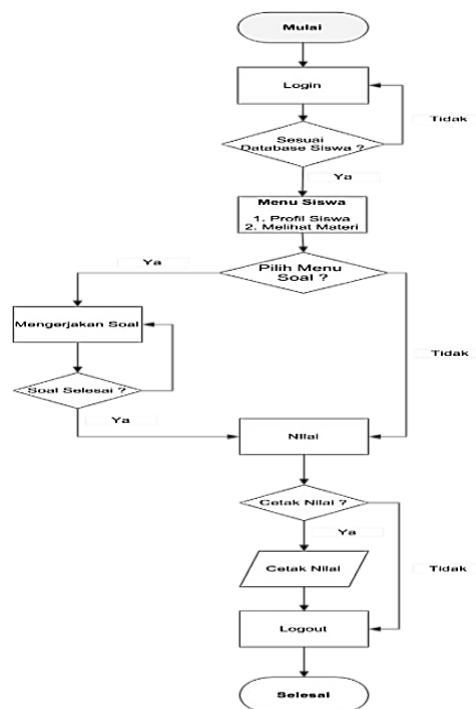 Mulai
Login
Tidak
Sesuai
Database Siswa ?
Ya
Menu Siswa
1. Profil Siswa
2. Melihat Materi
Ya
Pilih Menu
Soal ?
Mengerjakan Soal
Tidak
Soal Selesai ?
Ya
Nilai
Cetak Nilai ?
Ya
Cetak Nilai
Tidak
Logout
Selesai